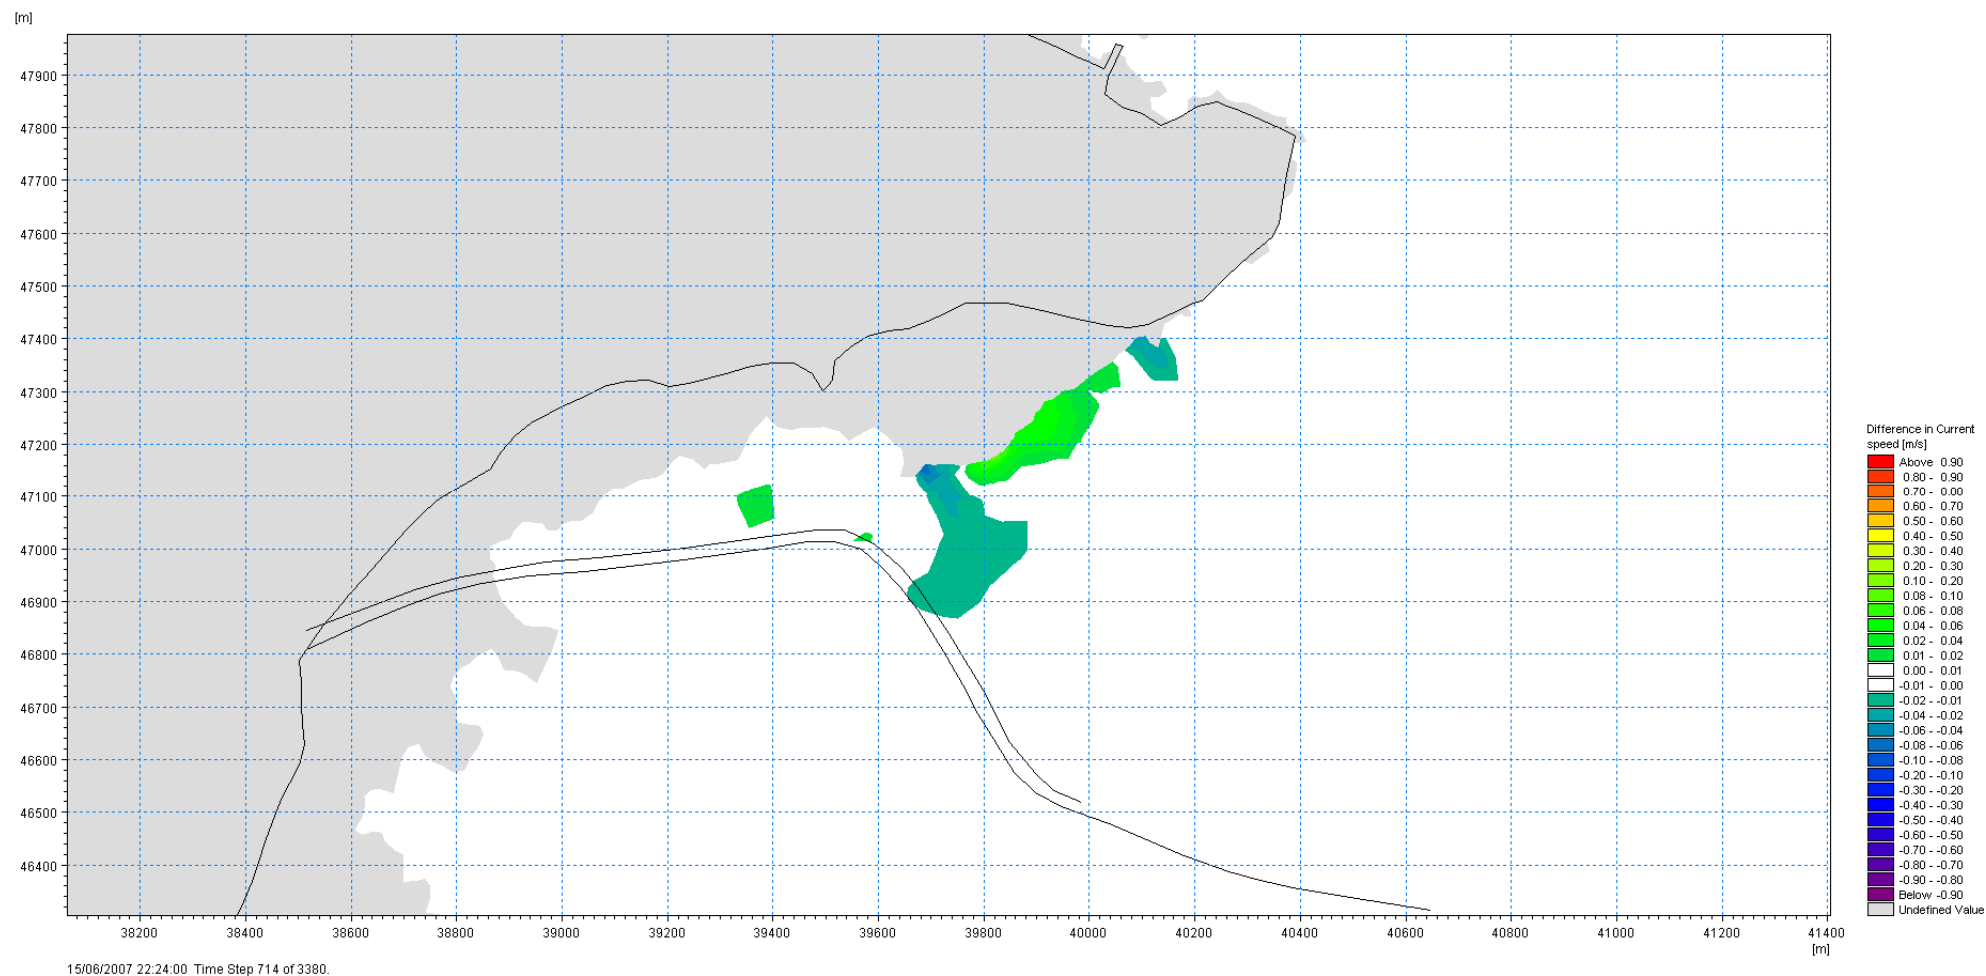 [m]
47900
47800
47700
47600
47500
47400
47300
47200
47100
47000
46900
46800
46700
46600
46500
46400
38200 38400 38600 38800 39000 39200 39400 39600 39800 40000 40200 40400 40600 40800 41000 41200 41400
[m]
15/06/2007 22:24:00 Time Step 714 of 3380.
Difference in Current
speed [m/s]
Above 0.90
0.80 - 0.90
0.70 - 0.00
0.60 - 0.70
0.50 - 0.60
0.40 - 0.50
0.30 - 0.40
0.20 - 0.30
0.10 - 0.20
0.08 - 0.10
0.06 - 0.08
0.04 - 0.06
0.02 - 0.04
0.01 - 0.02
0.00 - 0.01
-0.01 - 0.00
-0.02 - -0.01
-0.04 - -0.02
-0.06 - -0.04
-0.08 - -0.06
-0.10 - -0.08
-0.20 - -0.10
-0.30 - -0.20
-0.40 - -0.30
-0.50 - -0.40
-0.60 - -0.50
-0.70 - -0.60
-0.80 - -0.70
-0.90 - -0.80
Below -0.90
Undefined Value